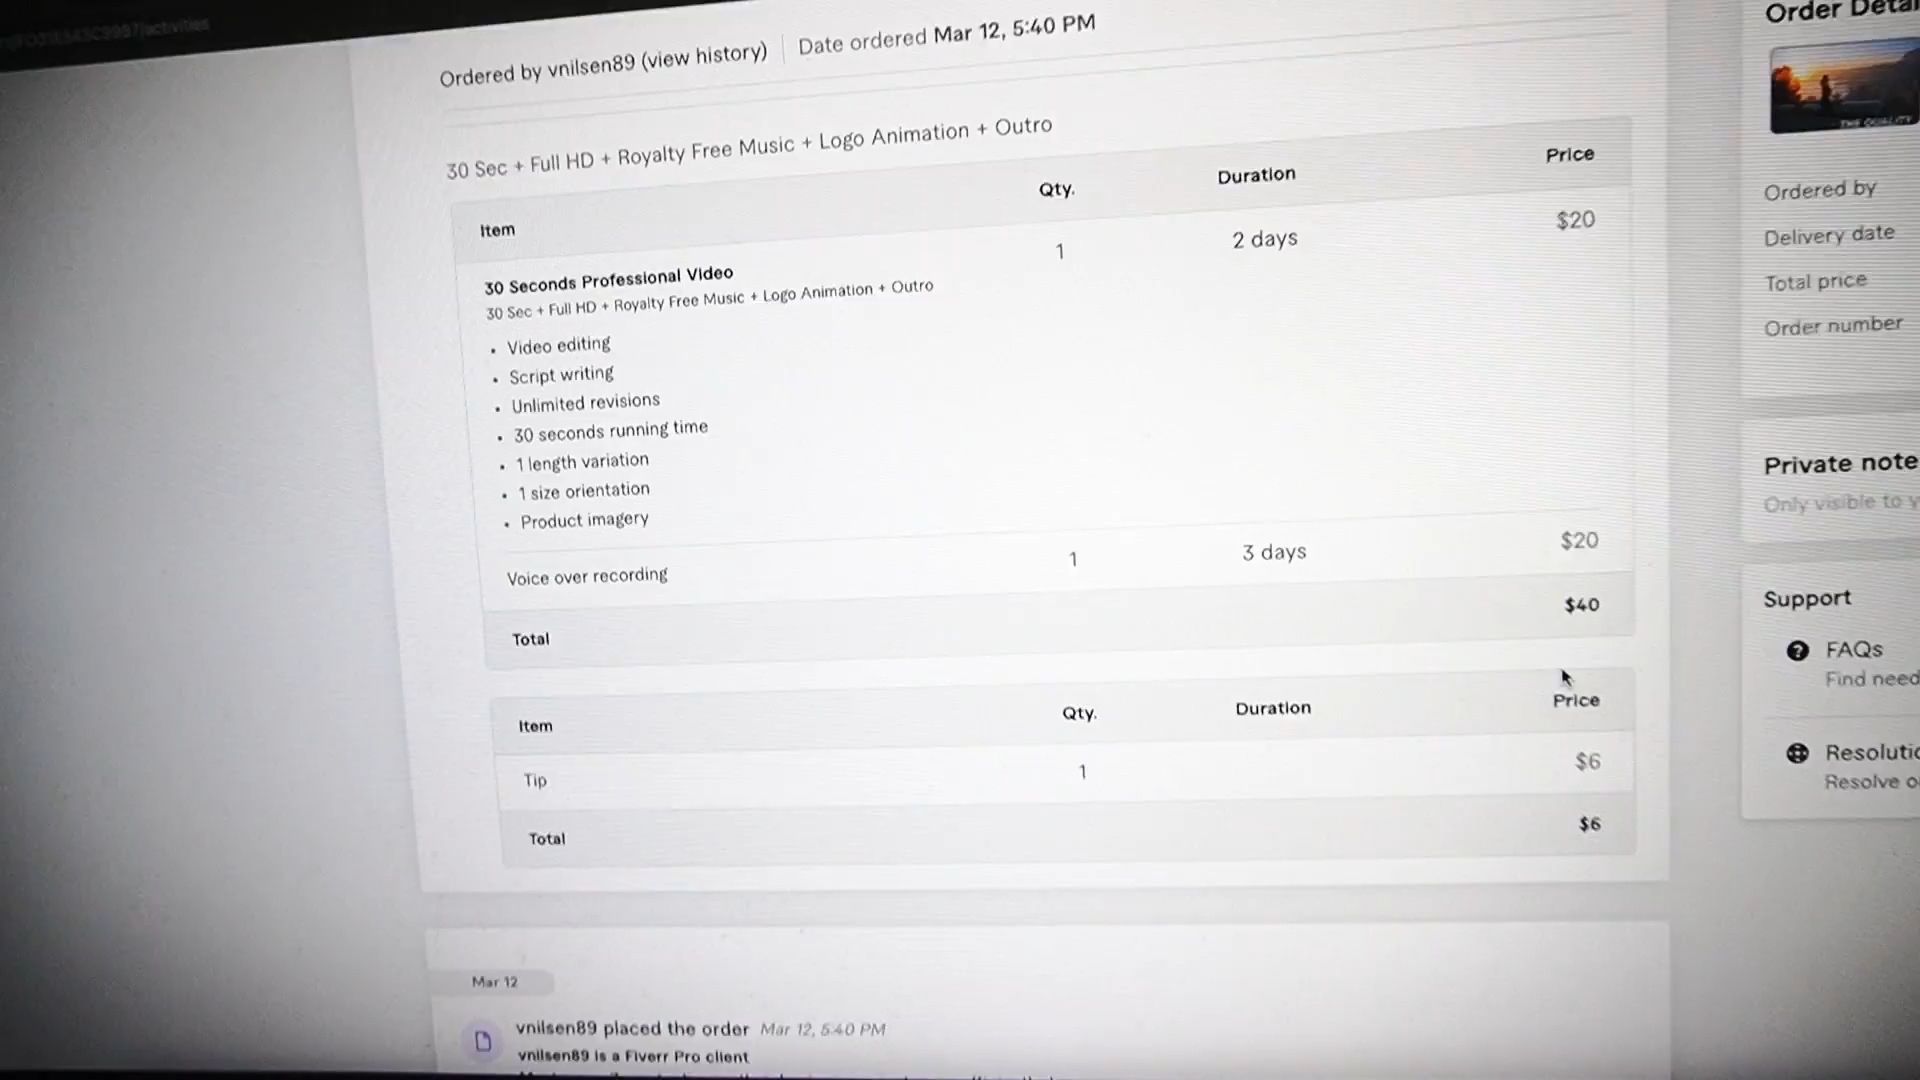 Ordered by vnilsen89 (view history) Date ordered Mar 12, 5:40 PM
30 Sec + Full HD + Royalty Free Music + Logo Animation + Outro
Item Qty. Duration Price
30 Seconds Professional Video 1 2 days $20
30 Sec + Full HD + Royalty Free Music + Logo Animation + Outro
• Video editing
• Script writing
• Unlimited revisions
• 30 seconds running time
• 1 length variation
• 1 size orientation
• Product imagery
Voice over recording 1 3 days $20
Total $40
Item Qty. Duration Price
Tip 1 $6
Total $6
Mar 12
vnilsen89 placed the order Mar 12, 5:40 PM
vnilsen89 is a Fiverr Pro client
Order Detai
THE QUALITY
Ordered by
Delivery date
Total price
Order number
Private note
Only visible to y
Support
FAQs
Find need
Resolutio
Resolve o